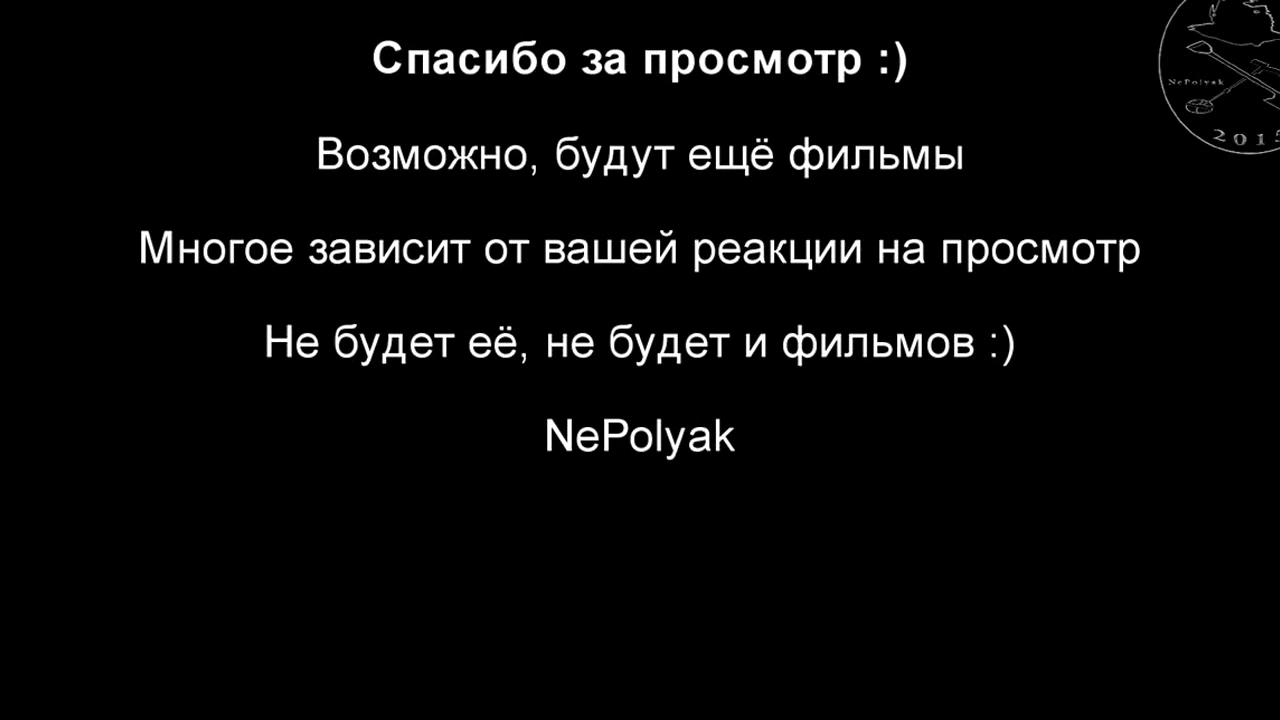 Спасибо за просмотр :)
Возможно, будут ещё фильмы
Многое зависит от вашей реакции на просмотр
Не будет её, не будет и фильмов :)
NePolyak
NePolyak